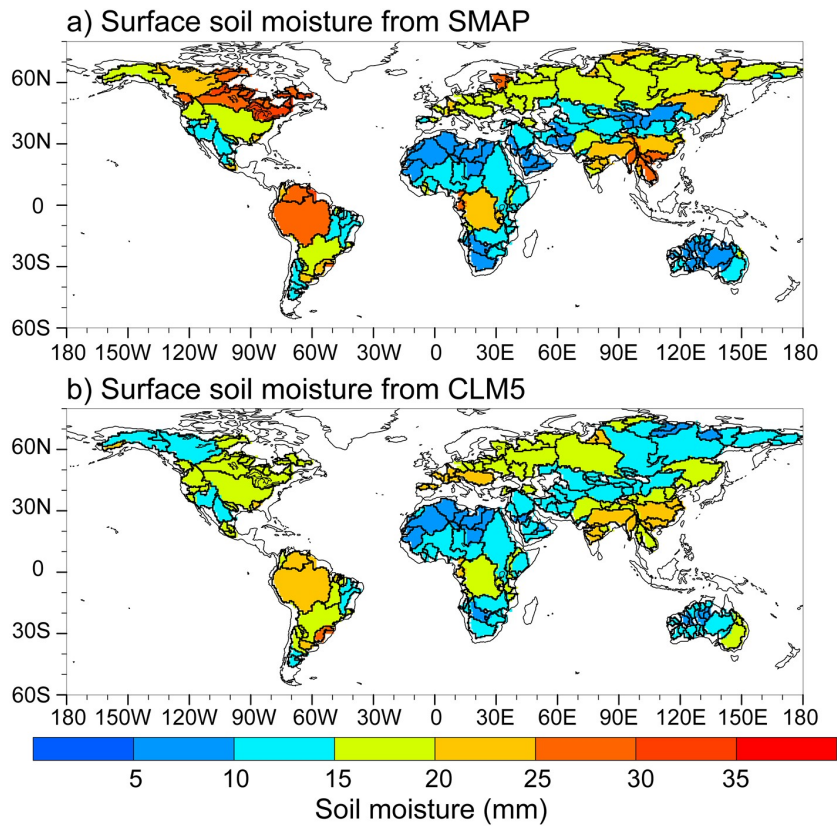 a) Surface soil moisture from SMAP
60N
30N
0
30S
60S
180 150W 120W 90W 60W 30W 0 30E 60E 90E 120E 150E 180
b) Surface soil moisture from CLM5
60N
30N
0
30S
60S
180 150W 120W 90W 60W 30W 0 30E 60E 90E 120E 150E 180
5 10 15 20 25 30 35
Soil moisture (mm)